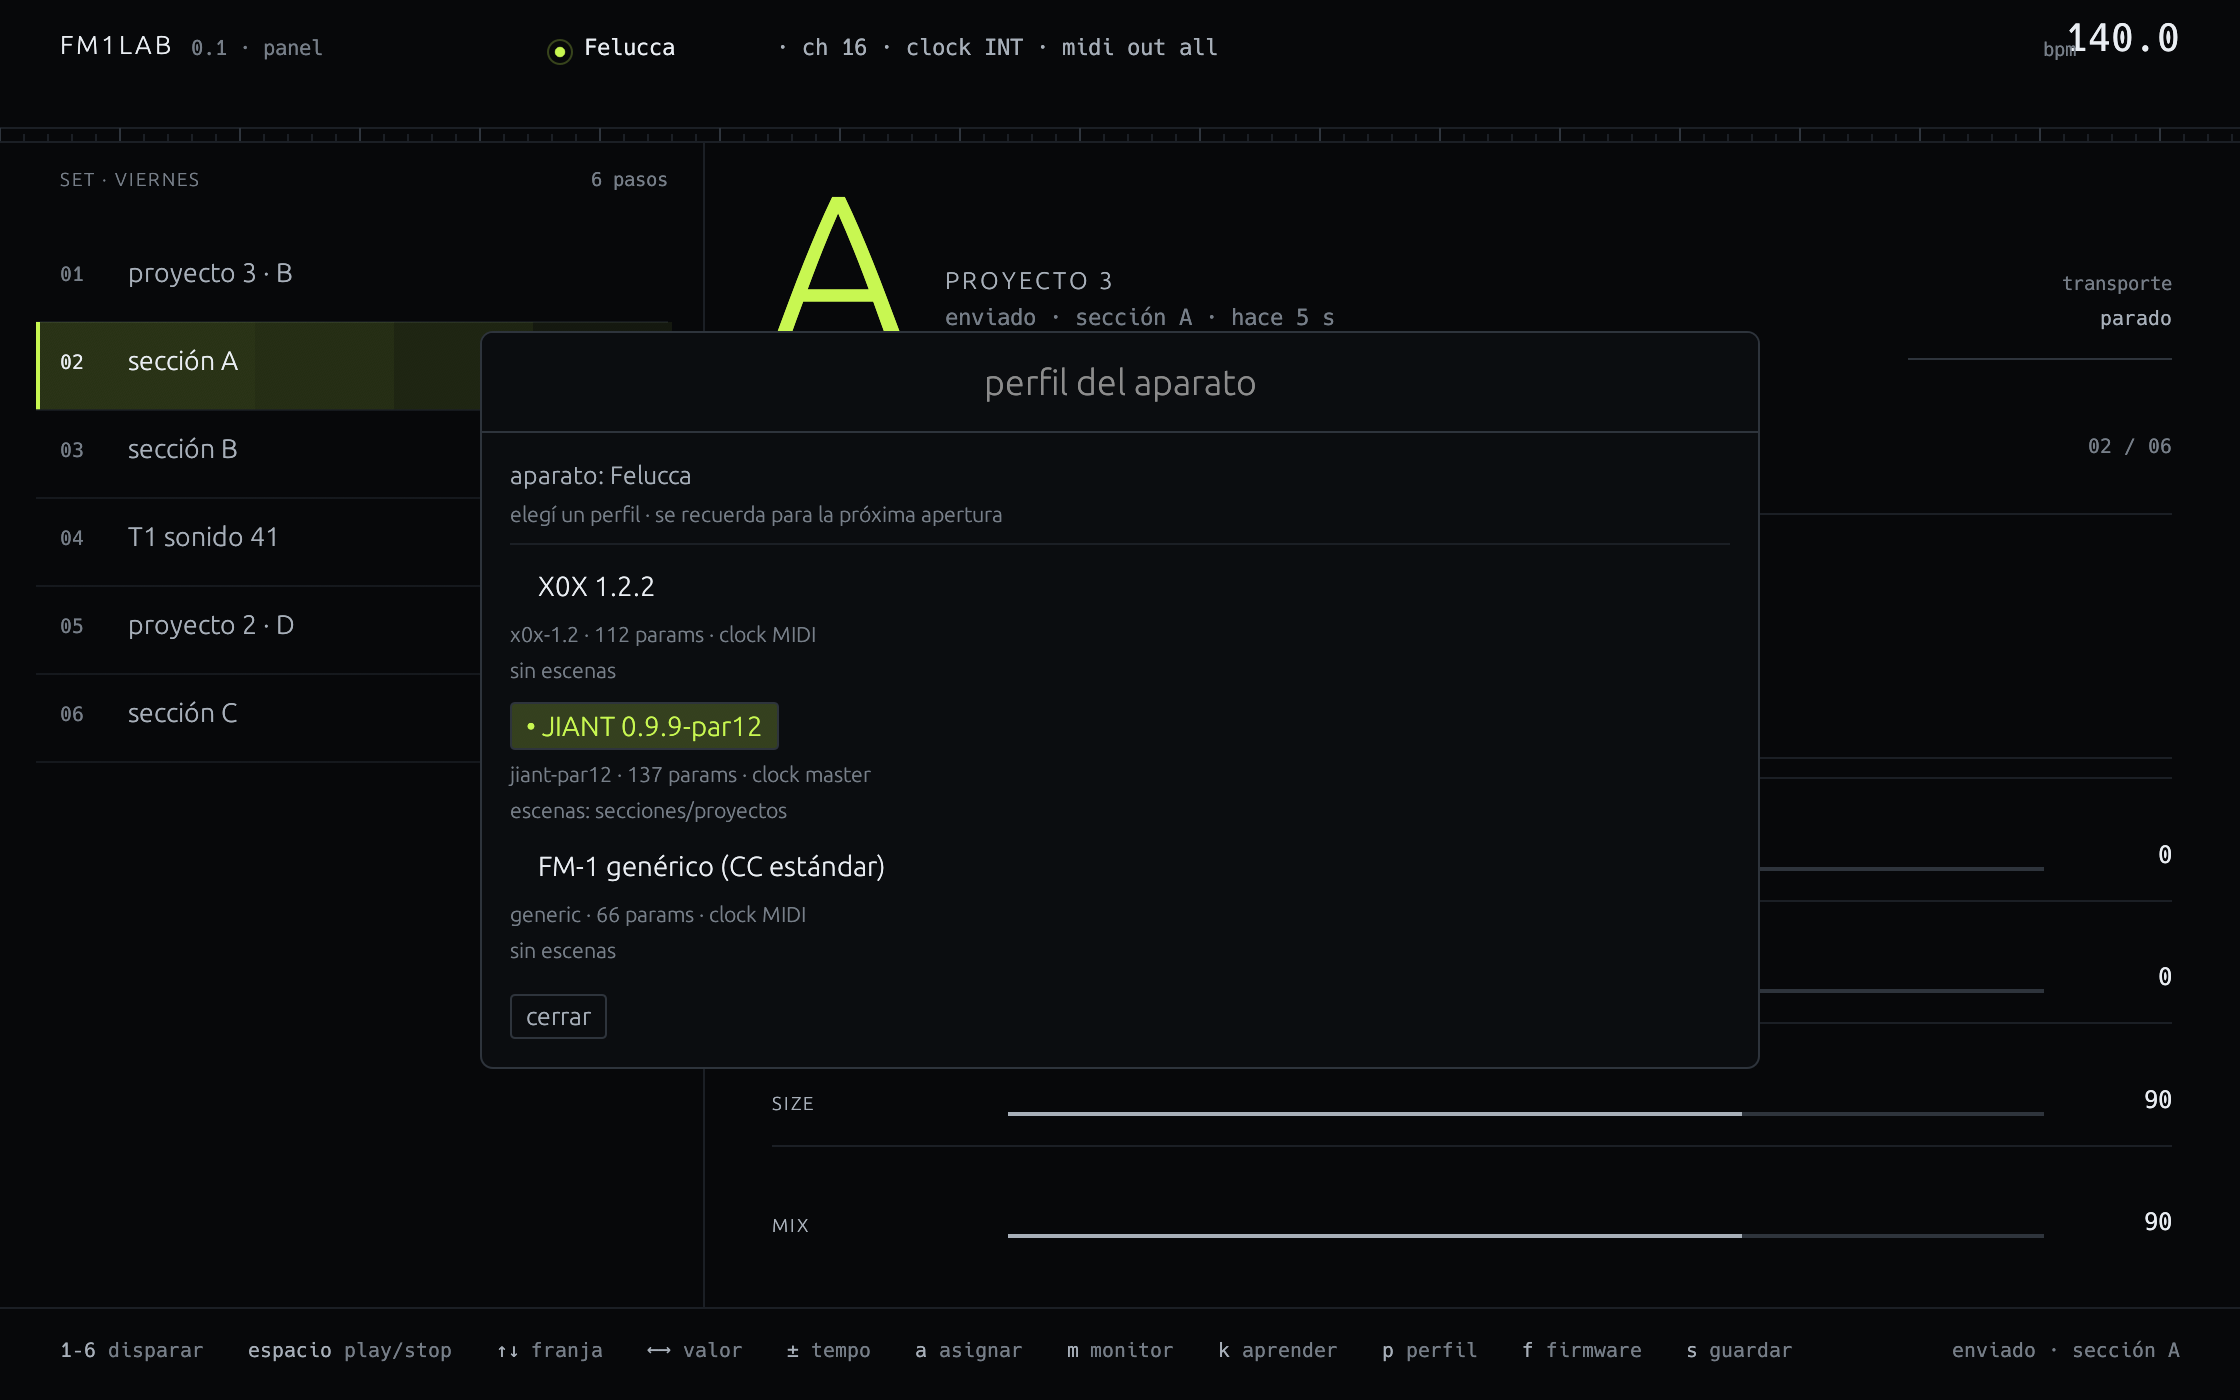 FM1LAB 0.1 · panel
Felucca · ch 16 · clock INT · midi out all
bpm 140.0
SET · VIERNES 6 pasos
01 proyecto 3 · B
02 sección A
03 sección B
04 T1 sonido 41
05 proyecto 2 · D
06 sección C
A
PROYECTO 3
enviado · sección A · hace 5 s
transporte
parado
02 / 06
perfil del aparato
aparato: Felucca
elegí un perfil · se recuerda para la próxima apertura
X0X 1.2.2
x0x-1.2 · 112 params · clock MIDI
sin escenas
• JIANT 0.9.9-par12
jiant-par12 · 137 params · clock master
escenas: secciones/proyectos
FM-1 genérico (CC estándar)
generic · 66 params · clock MIDI
sin escenas
cerrar
0
0
SIZE 90
MIX 90
1-6 disparar espacio play/stop ↑↓ franja ←→ valor ± tempo a asignar m monitor k aprender p perfil f firmware s guardar enviado · sección A